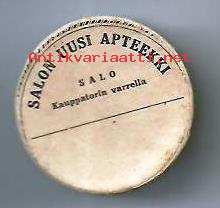 SALON UUSI APTEEKKI
SALO
Kauppatorin varrella
Antikvariaatti.net